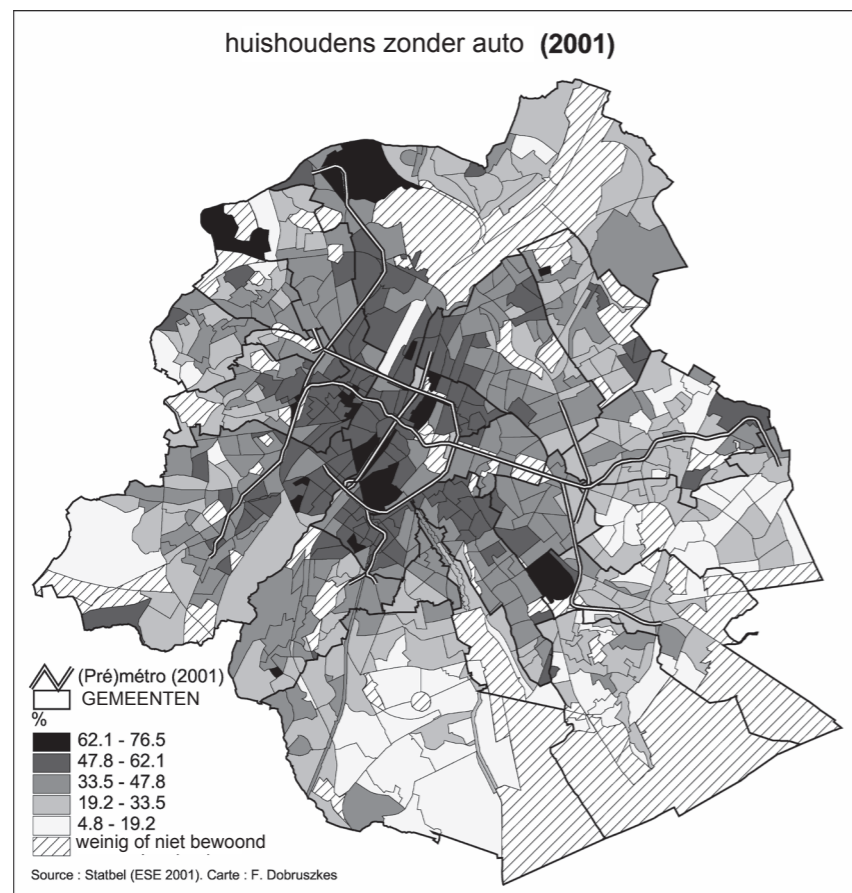 huishoudens zonder auto (2001)
(Pré)métro (2001)
GEMEENTEN
%
62.1 - 76.5
47.8 - 62.1
33.5 - 47.8
19.2 - 33.5
4.8 - 19.2
weinig of niet bewoond
Source : Statbel (ESE 2001). Carte : F. Dobruszkes